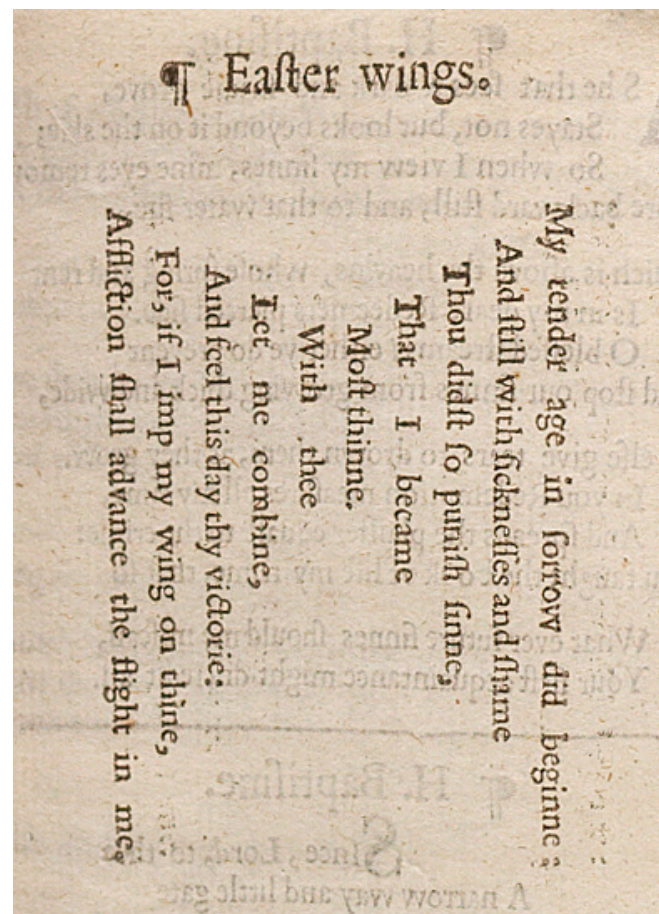 ¶ Eaſter wings.
My tender age in ſorrow did beginne :
And ſtill with ſickneſſes and ſhame
Thou didſt ſo puniſh ſinne,
That I became
Moſt thinne.
With thee
Let me combine,
And feel this day thy victorie:
For, if I imp my wing on thine,
Affliction ſhall advance the flight in me.